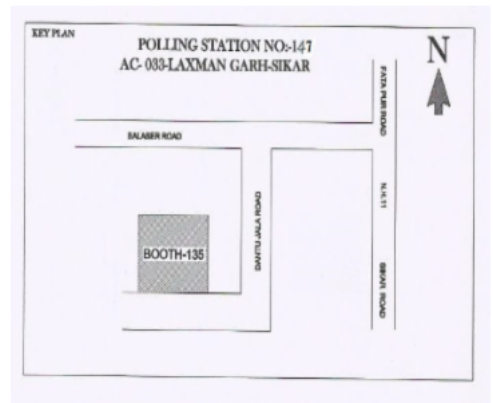 KEY PLAN
POLLING STATION NO:-147
AC- 033-LAXMAN GARH-SIKAR
N
FATA PUR ROAD
SALASER ROAD
N.H.11
DANTU JALA ROAD
BOOTH-135
SIKAR ROAD